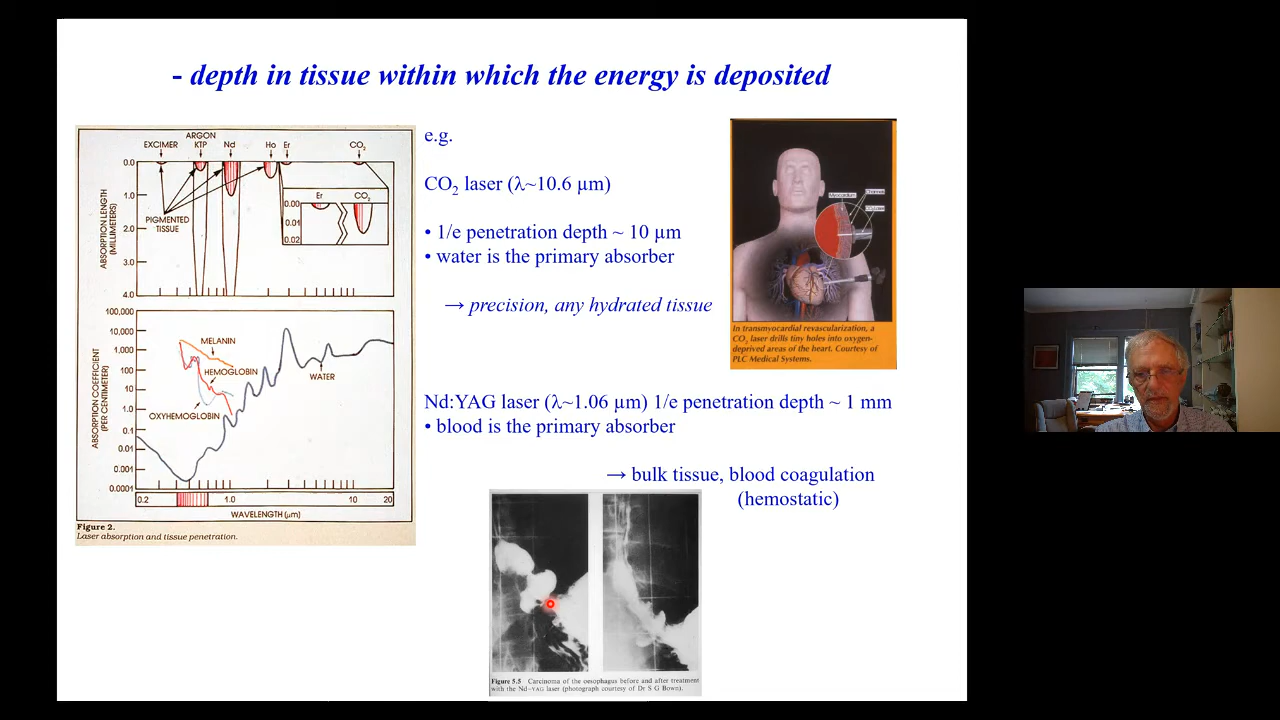 - depth in tissue within which the energy is deposited
EXCIMER
ARGON
KTP
Nd
Ho
Er
CO₂
0.0
1.0
2.0
3.0
4.0
ABSORPTION LENGTH
(MILLIMETERS)
PIGMENTED
TISSUE
Er
CO₂
0.00
0.01
0.02
100,000
10,000
1.000
100
10
1.0
0.1
0.01
0.001
0.0001
ABSORPTION COEFFICIENT
(PER CENTIMETER)
MELANIN
HEMOGLOBIN
OXYHEMOGLOBIN
WATER
0.2
1.0
10
20
WAVELENGTH (µm)
Figure 2.
Laser absorption and tissue penetration.
e.g.
CO₂ laser (λ~10.6 µm)
• 1/e penetration depth ~ 10 µm
• water is the primary absorber
→ precision, any hydrated tissue
Myocardium
Channel
In transmyocardial revascularization, a
CO₂ laser drills tiny holes into oxygen-
deprived areas of the heart. Courtesy of
PLC Medical Systems.
Nd:YAG laser (λ~1.06 µm) 1/e penetration depth ~ 1 mm
• blood is the primary absorber
→ bulk tissue, blood coagulation
(hemostatic)
Figure 5.5 Carcinoma of the oesophagus before and after treatment
with the Nd-YAG laser (photograph courtesy of Dr S G Bown).